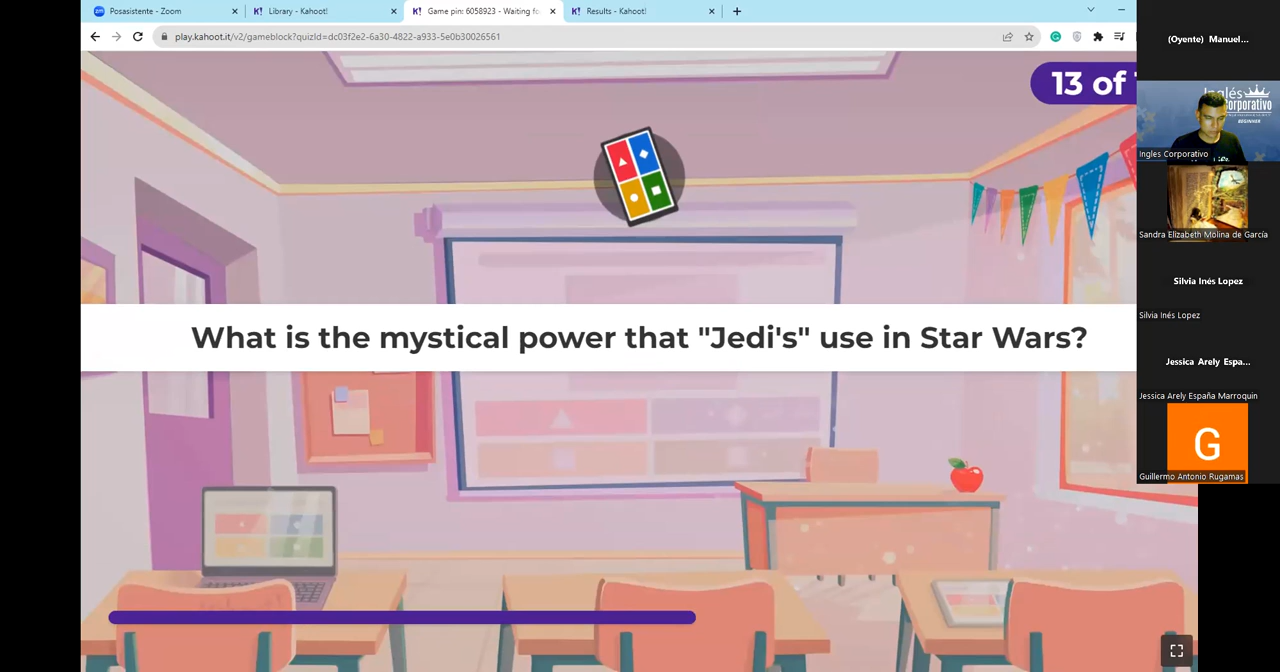 Posasistente - Zoom
Library - Kahoot!
Game pin: 6058923 - Waiting fo
Results - Kahoot!
play.kahoot.it/v2/gameblock?quizId=dc03f2e2-6a30-4822-a933-5e0b30026561
13 of
What is the mystical power that "Jedi's" use in Star Wars?
(Oyente) Manuel...
Inglés
Corporativo
BEGINNER
Ingles Corporativo
Sandra Elizabeth Molina de García
Silvia Inés Lopez
Silvia Inés Lopez
Jessica Arely Espa...
Jessica Arely España Marroquin
G
Guillermo Antonio Rugamas